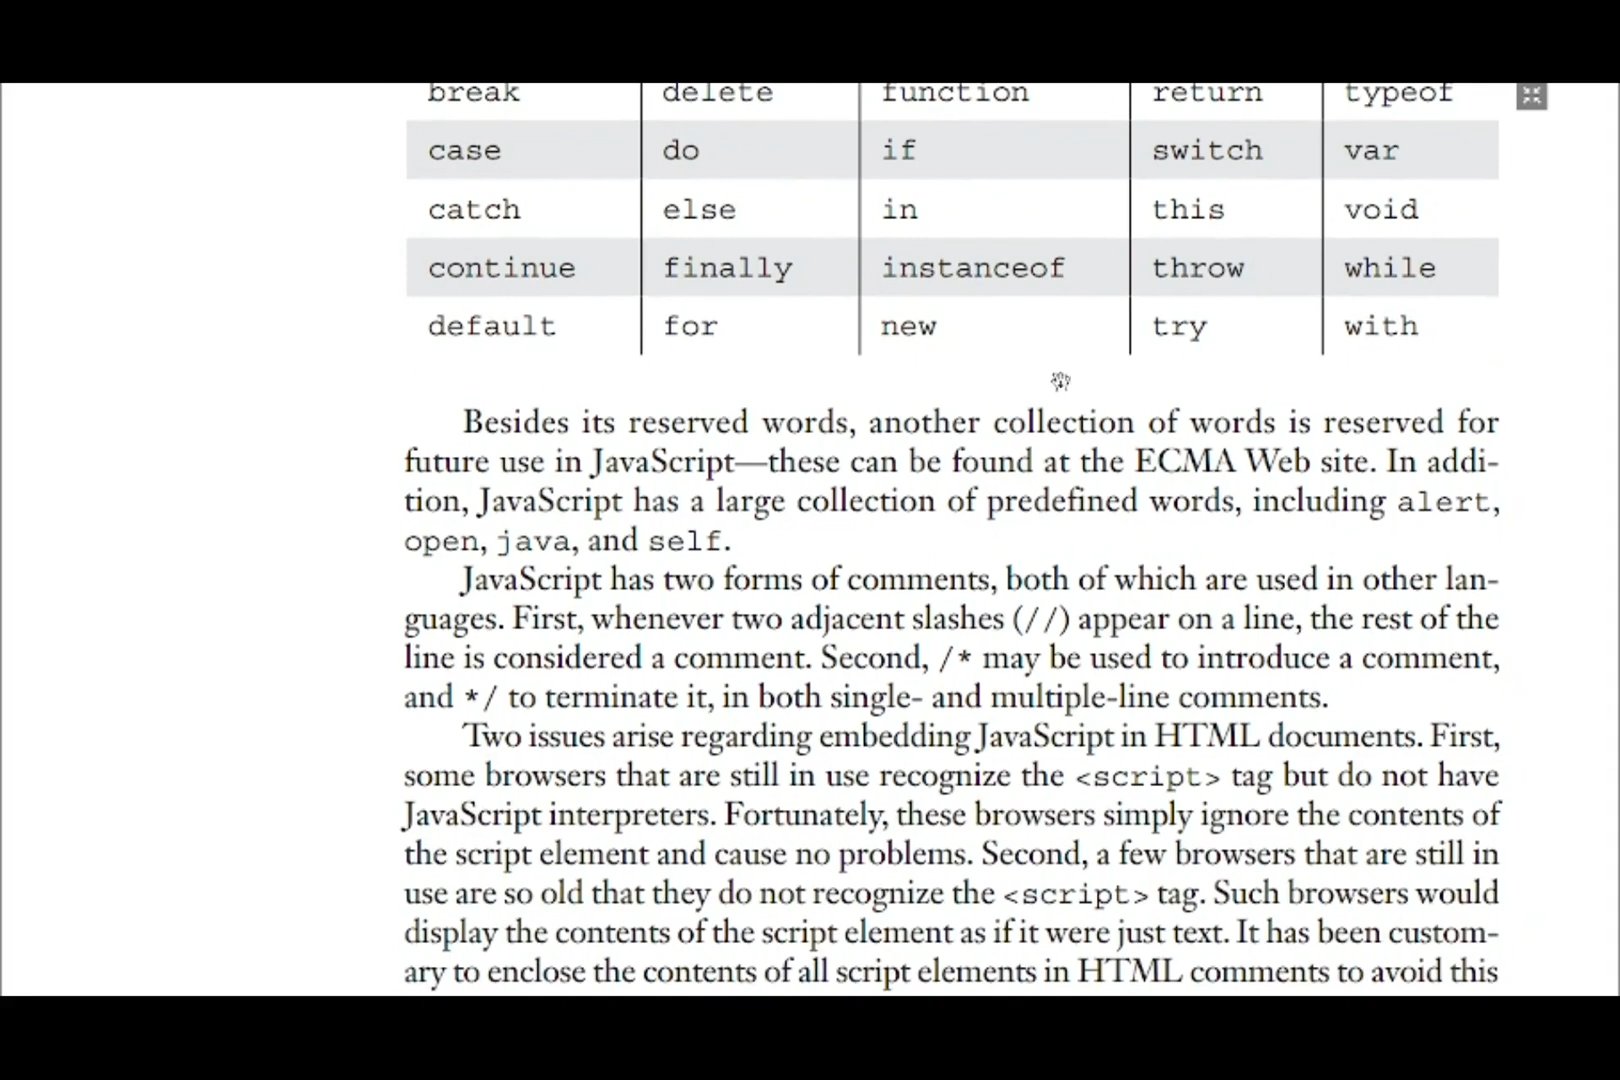 break delete function return typeof
case do if switch var
catch else in this void
continue finally instanceof throw while
default for new try with
Besides its reserved words, another collection of words is reserved for
future use in JavaScript—these can be found at the ECMA Web site. In addi-
tion, JavaScript has a large collection of predefined words, including alert,
open, java, and self.
JavaScript has two forms of comments, both of which are used in other lan-
guages. First, whenever two adjacent slashes (//) appear on a line, the rest of the
line is considered a comment. Second, /* may be used to introduce a comment,
and */ to terminate it, in both single- and multiple-line comments.
Two issues arise regarding embedding JavaScript in HTML documents. First,
some browsers that are still in use recognize the <script> tag but do not have
JavaScript interpreters. Fortunately, these browsers simply ignore the contents of
the script element and cause no problems. Second, a few browsers that are still in
use are so old that they do not recognize the <script> tag. Such browsers would
display the contents of the script element as if it were just text. It has been custom-
ary to enclose the contents of all script elements in HTML comments to avoid this